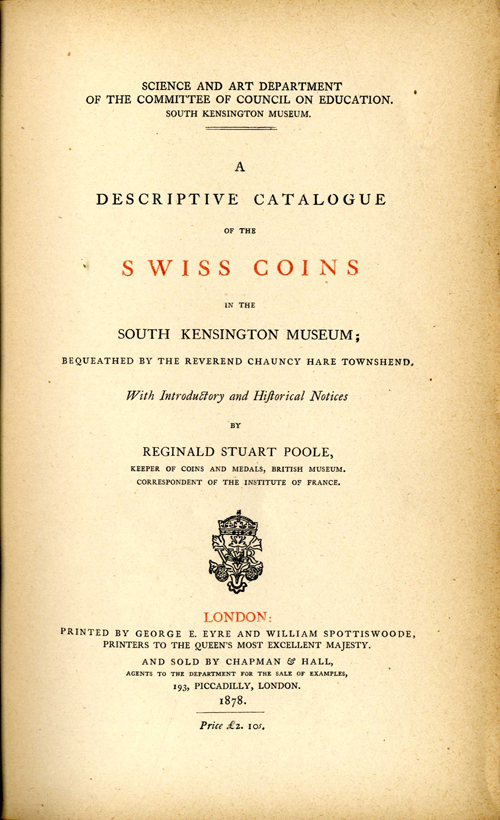 SCIENCE AND ART DEPARTMENT
OF THE COMMITTEE OF COUNCIL ON EDUCATION.
SOUTH KENSINGTON MUSEUM.
A
DESCRIPTIVE CATALOGUE
OF THE
SWISS COINS
IN THE
SOUTH KENSINGTON MUSEUM;
BEQUEATHED BY THE REVEREND CHAUNCY HARE TOWNSHEND,
With Introductory and Hiſtorical Notices
BY
REGINALD STUART POOLE,
KEEPER OF COINS AND MEDALS, BRITISH MUSEUM.
CORRESPONDENT OF THE INSTITUTE OF FRANCE.
VR
LONDON:
PRINTED BY GEORGE E. EYRE AND WILLIAM SPOTTISWOODE,
PRINTERS TO THE QUEEN'S MOST EXCELLENT MAJESTY.
AND SOLD BY CHAPMAN & HALL,
AGENTS TO THE DEPARTMENT FOR THE SALE OF EXAMPLES,
193, PICCADILLY, LONDON.
1878.
Price £2. 10s.